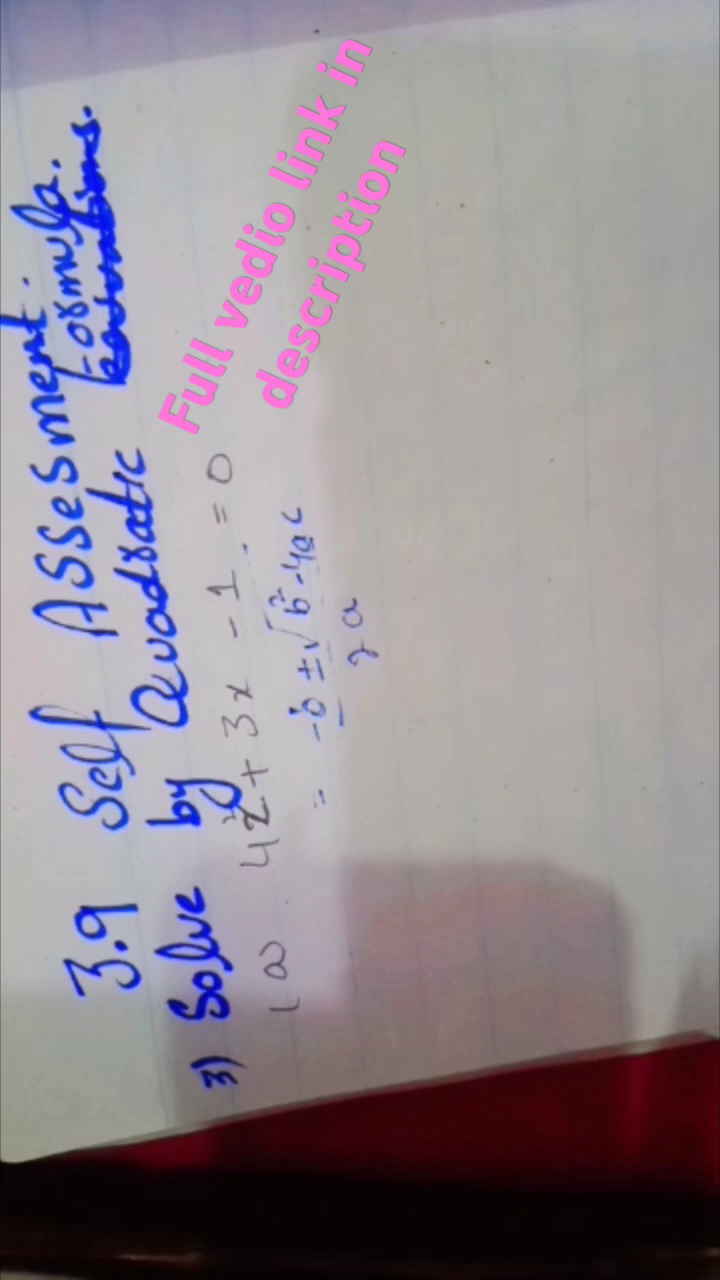 3.9 Self Assesment.
3) Solve by Quadratic Formula.
(a) 4x² + 3x - 1 = 0
= -b ± √b²-4ac
2a
Full vedio link in
description